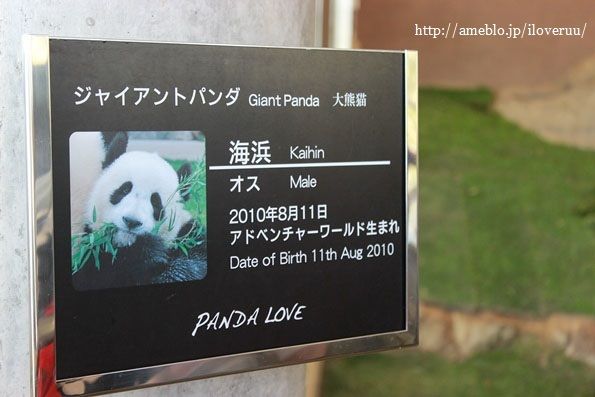 http://ameblo.jp/iloveruu/
ジャイアントパンダ Giant Panda 大熊猫
海浜 Kaihin
オス Male
2010年8月11日
アドベンチャーワールド生まれ
Date of Birth 11th Aug 2010
PANDA LOVE